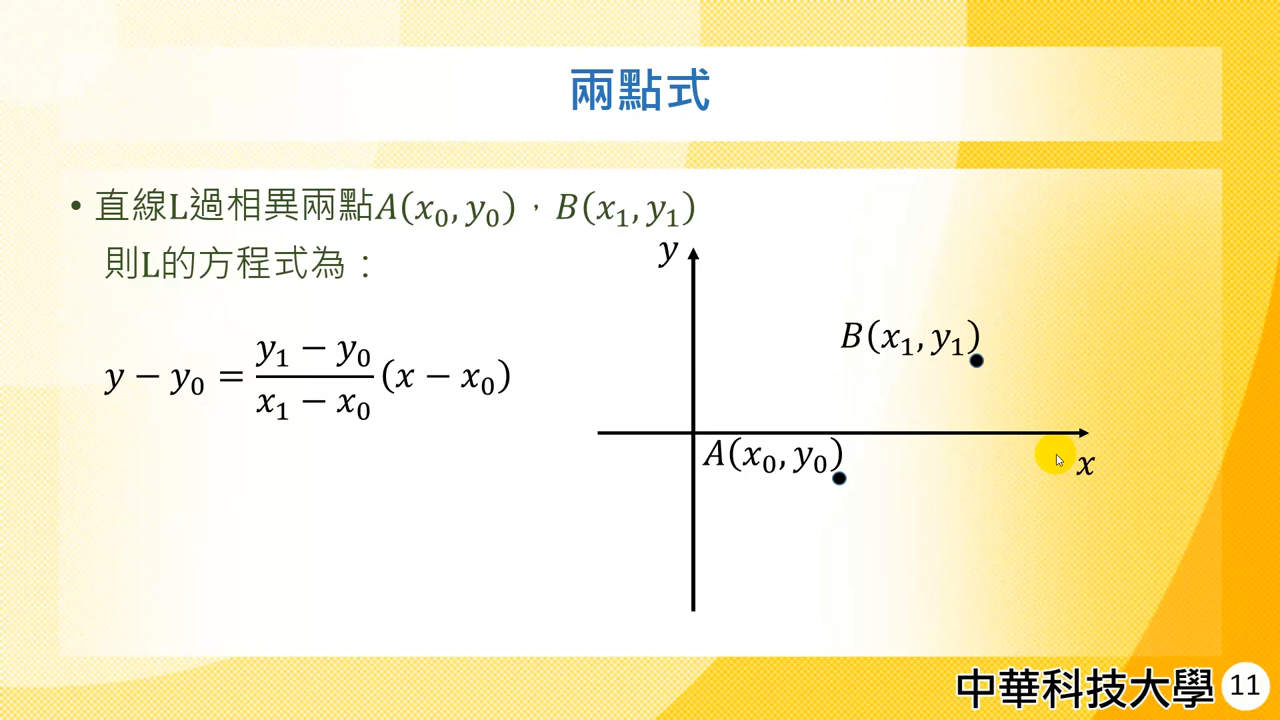 兩點式
• 直線L過相異兩點A(x₀, y₀)，B(x₁, y₁)
則L的方程式為：
y − y₀ = (y₁ − y₀)/(x₁ − x₀) (x − x₀)
y
B(x₁, y₁)
A(x₀, y₀)
x
中華科技大學 11